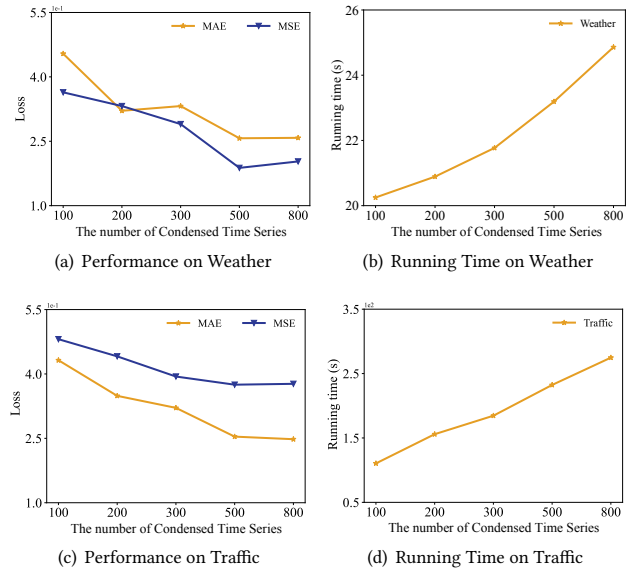 1e-1
5.5
4.0
2.5
1.0
Loss
MAE
MSE
100 200 300 500 800
The number of Condensed Time Series
(a) Performance on Weather
26
24
22
20
Running time (s)
Weather
100 200 300 500 800
The number of Condensed Time Series
(b) Running Time on Weather
1e-1
5.5
4.0
2.5
1.0
Loss
MAE
MSE
100 200 300 500 800
The number of Condensed Time Series
(c) Performance on Traffic
1e2
3.5
2.5
1.5
0.5
Running time (s)
Traffic
100 200 300 500 800
The number of Condensed Time Series
(d) Running Time on Traffic